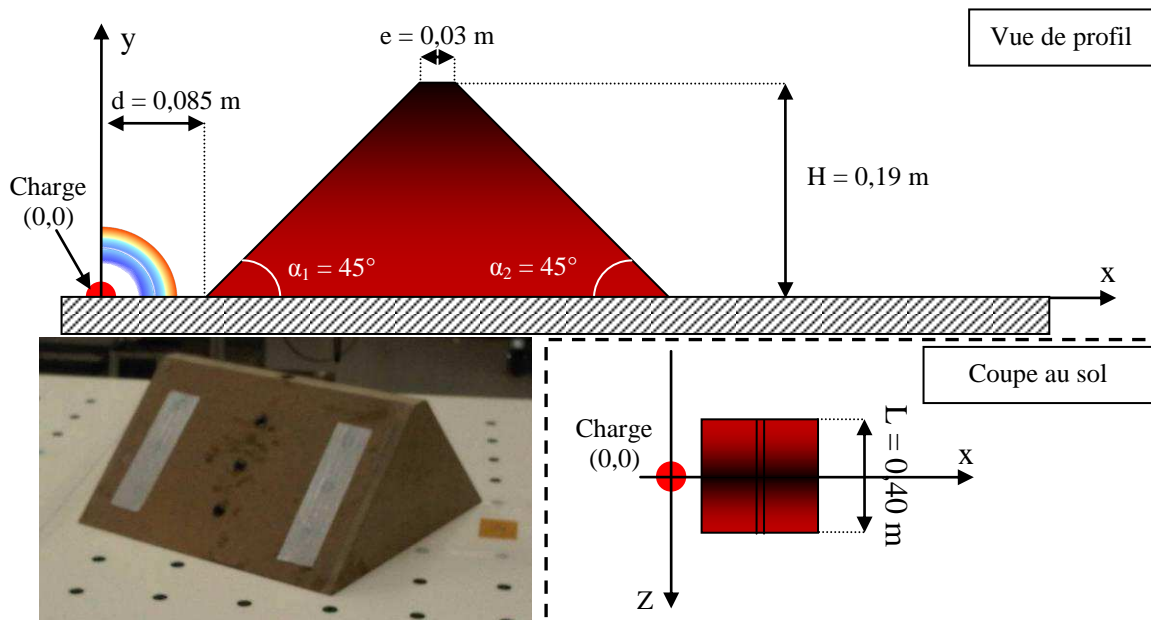 y
e = 0,03 m
Vue de profil
d = 0,085 m
Charge
(0,0)
H = 0,19 m
α₁ = 45°
α₂ = 45°
x
Coupe au sol
Charge
(0,0)
L = 0,40 m
x
Z